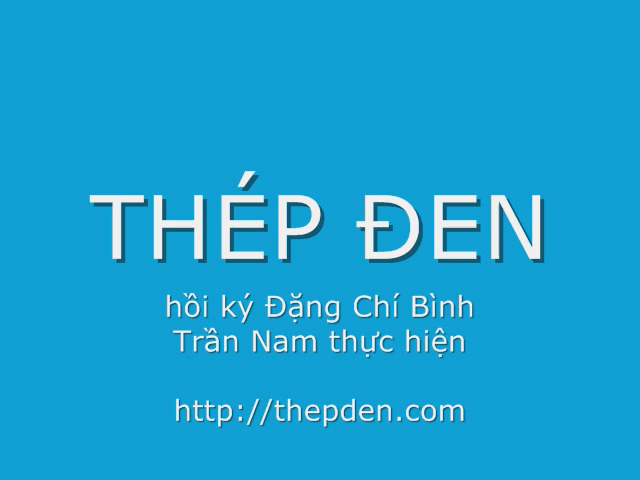 THÉP ĐEN
hồi ký Đặng Chí Bình
Trần Nam thực hiện
http://thepden.com